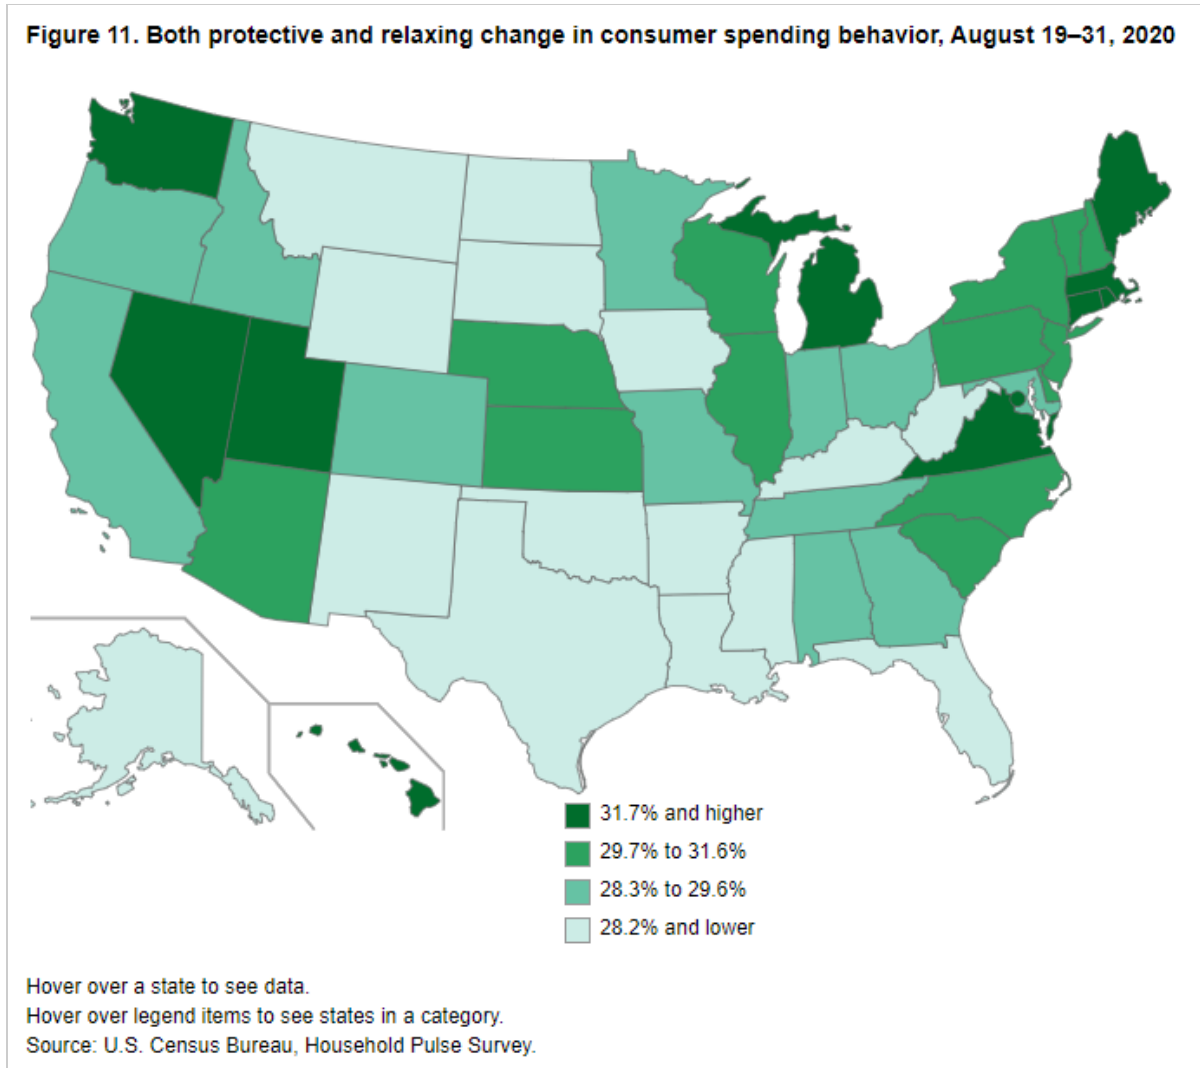 Figure 11. Both protective and relaxing change in consumer spending behavior, August 19–31, 2020
31.7% and higher
29.7% to 31.6%
28.3% to 29.6%
28.2% and lower
Hover over a state to see data.
Hover over legend items to see states in a category.
Source: U.S. Census Bureau, Household Pulse Survey.